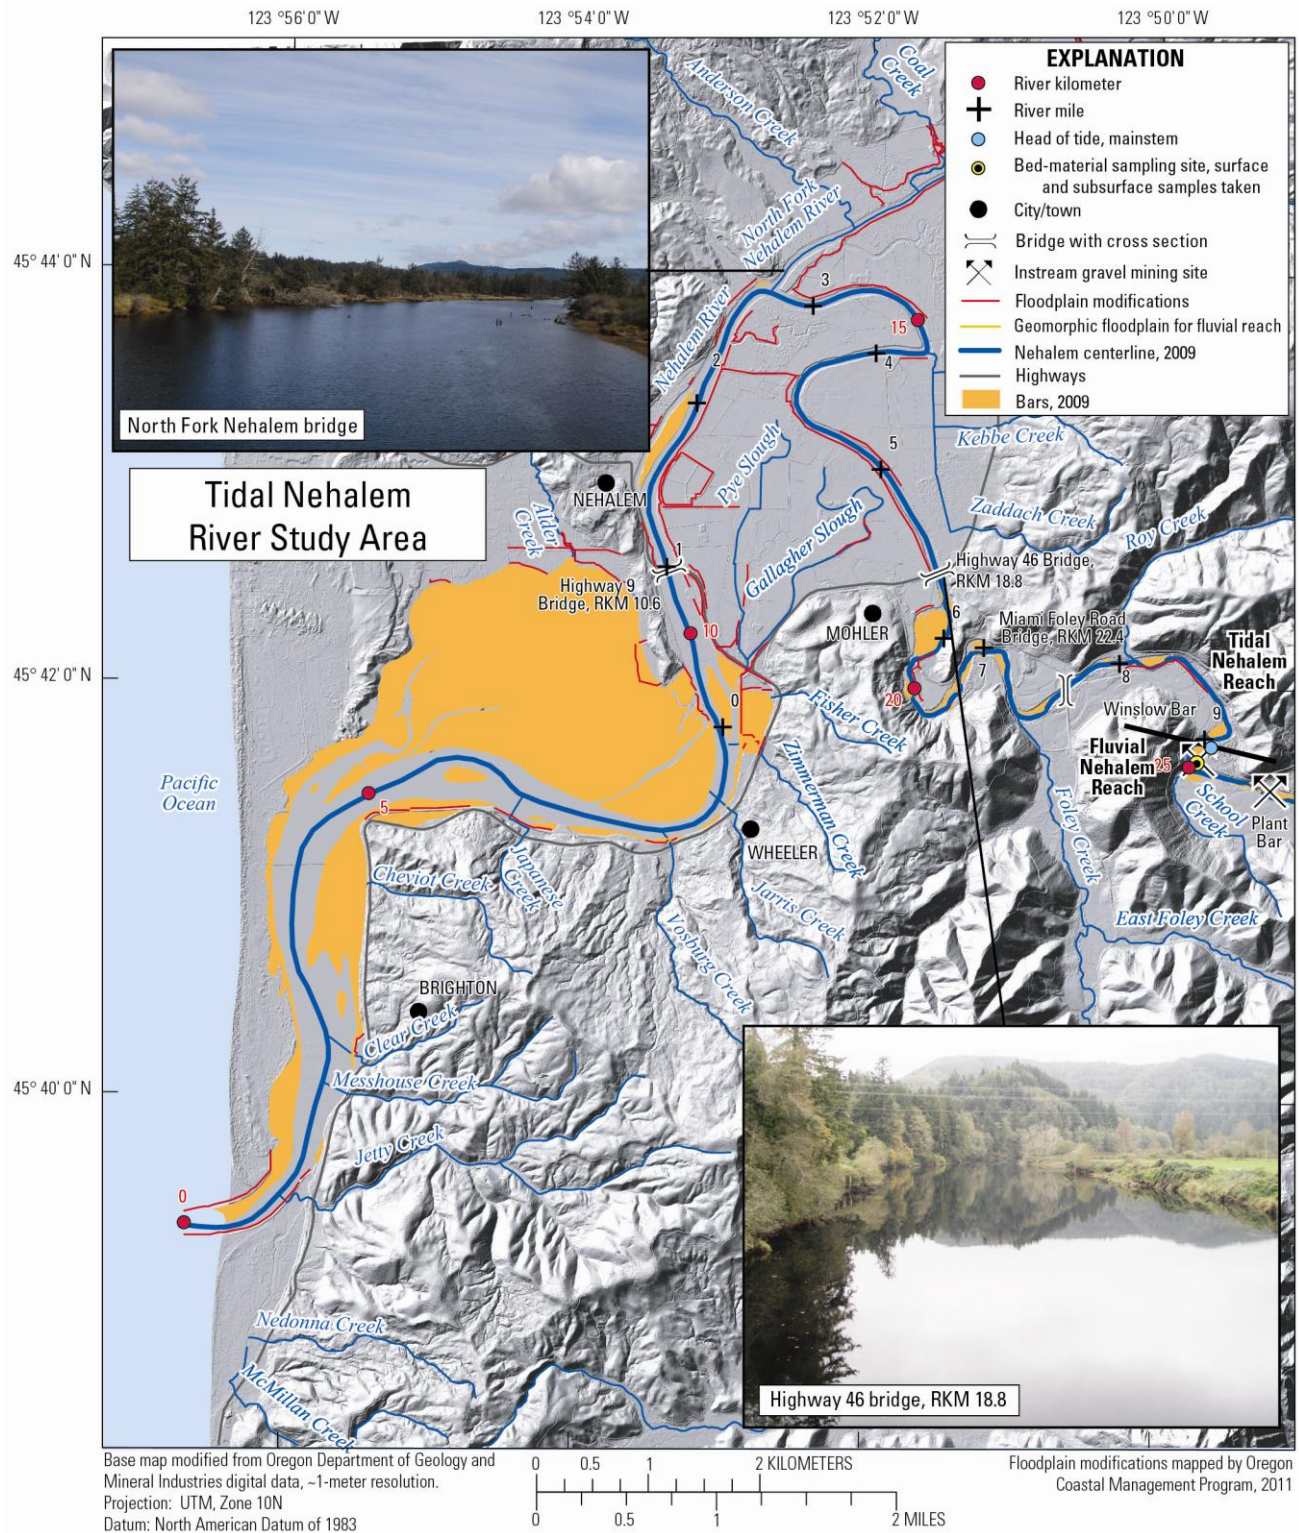 123 °56'0"W
123 °54'0"W
123 °52'0"W
123 °50'0"W
45° 44' 0" N
45° 42' 0" N
45° 40' 0" N
EXPLANATION
River kilometer
River mile
Head of tide, mainstem
Bed-material sampling site, surface
and subsurface samples taken
City/town
Bridge with cross section
Instream gravel mining site
Floodplain modifications
Geomorphic floodplain for fluvial reach
Nehalem centerline, 2009
Highways
Bars, 2009
North Fork Nehalem bridge
Tidal Nehalem
River Study Area
Anderson Creek
Coal
Creek
North Fork
Nehalem River
Nehalem River
3
15
2
4
5
Kebbe Creek
Pye Slough
NEHALEM
Alder
Creek
Zaddach Creek
Roy Creek
Gallagher Slough
1
Highway 9
Bridge, RKM 10.6
Highway 46 Bridge,
RKM 18.8
10
MOHLER
6
Miami Foley Road
Bridge, RKM 22.4
7
8
Tidal
Nehalem
Reach
20
0
Fisher Creek
Winslow Bar
9
Fluvial
Nehalem
Reach
25
School
Creek
Plant
Bar
Pacific
Ocean
5
Zimmerman Creek
WHEELER
Foley Creek
Japanese
Creek
Cheviot Creek
Jarris Creek
Vosburg Creek
East Foley Creek
BRIGHTON
Clear Creek
Messhouse Creek
Jetty Creek
0
Nedonna Creek
McMillan Creek
Highway 46 bridge, RKM 18.8
Base map modified from Oregon Department of Geology and
Mineral Industries digital data, ~1-meter resolution.
Projection: UTM, Zone 10N
Datum: North American Datum of 1983
0 0.5 1 2 KILOMETERS
0 0.5 1 2 MILES
Floodplain modifications mapped by Oregon
Coastal Management Program, 2011